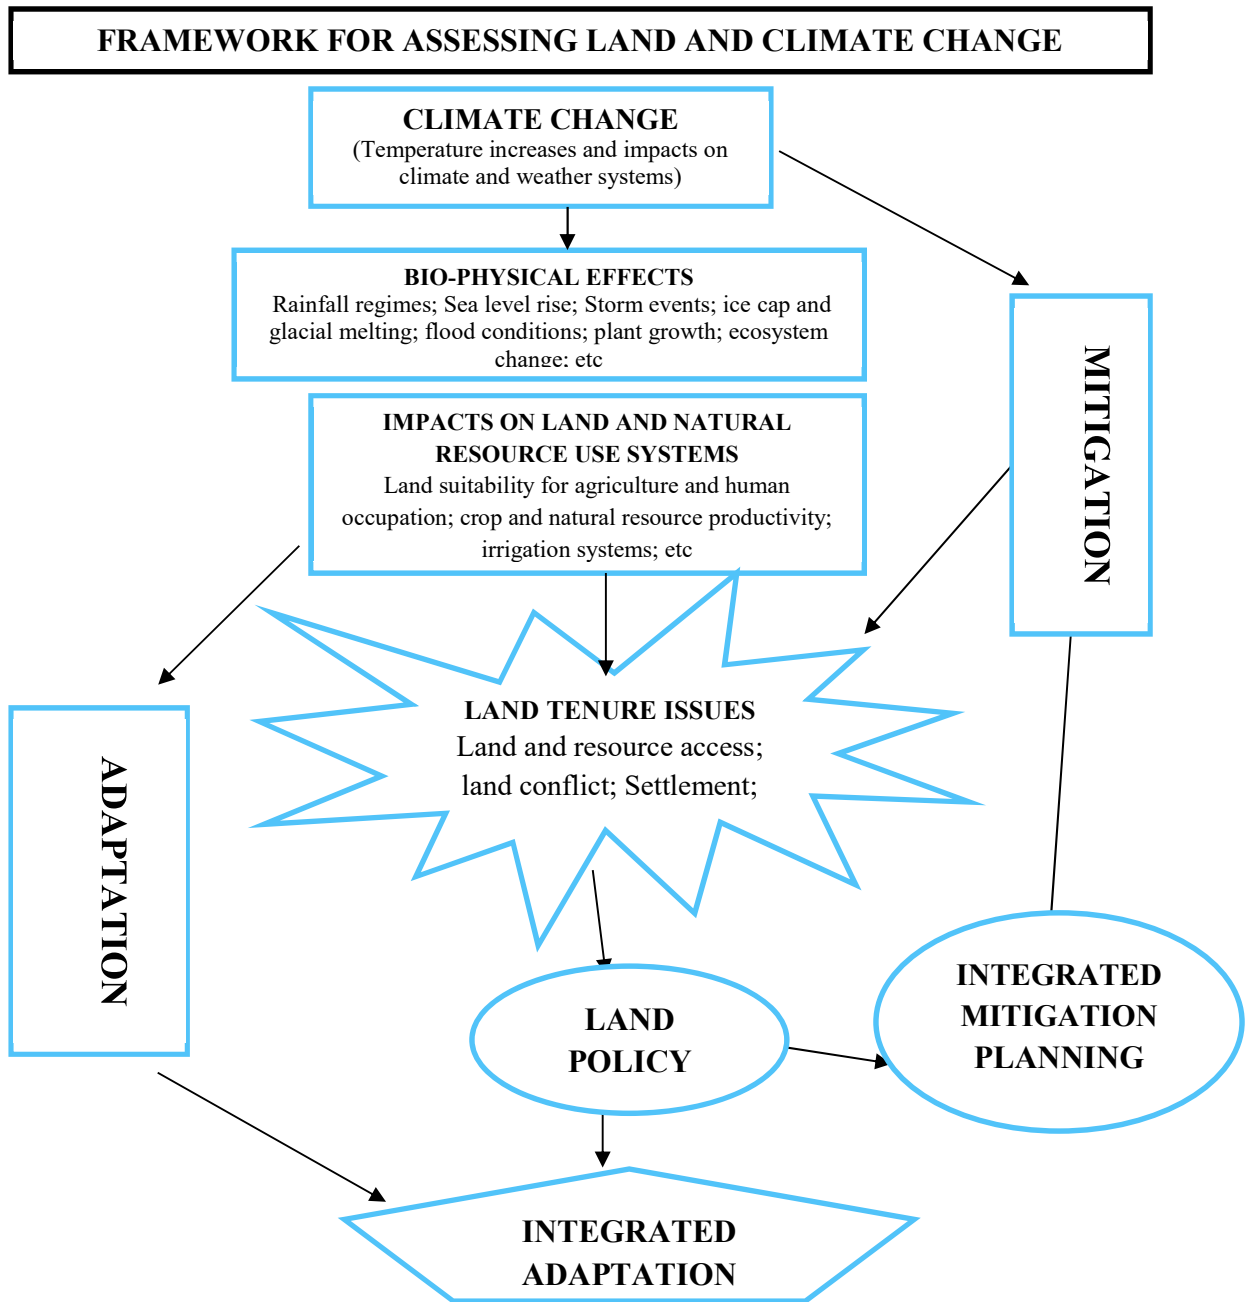 FRAMEWORK FOR ASSESSING LAND AND CLIMATE CHANGE
CLIMATE CHANGE
(Temperature increases and impacts on
climate and weather systems)
BIO-PHYSICAL EFFECTS
Rainfall regimes; Sea level rise; Storm events; ice cap and
glacial melting; flood conditions; plant growth; ecosystem
change; etc
MITIGATION
IMPACTS ON LAND AND NATURAL
RESOURCE USE SYSTEMS
Land suitability for agriculture and human
occupation; crop and natural resource productivity;
irrigation systems; etc
LAND TENURE ISSUES
Land and resource access;
land conflict; Settlement;
ADAPTATION
LAND
POLICY
INTEGRATED
MITIGATION
PLANNING
INTEGRATED
ADAPTATION